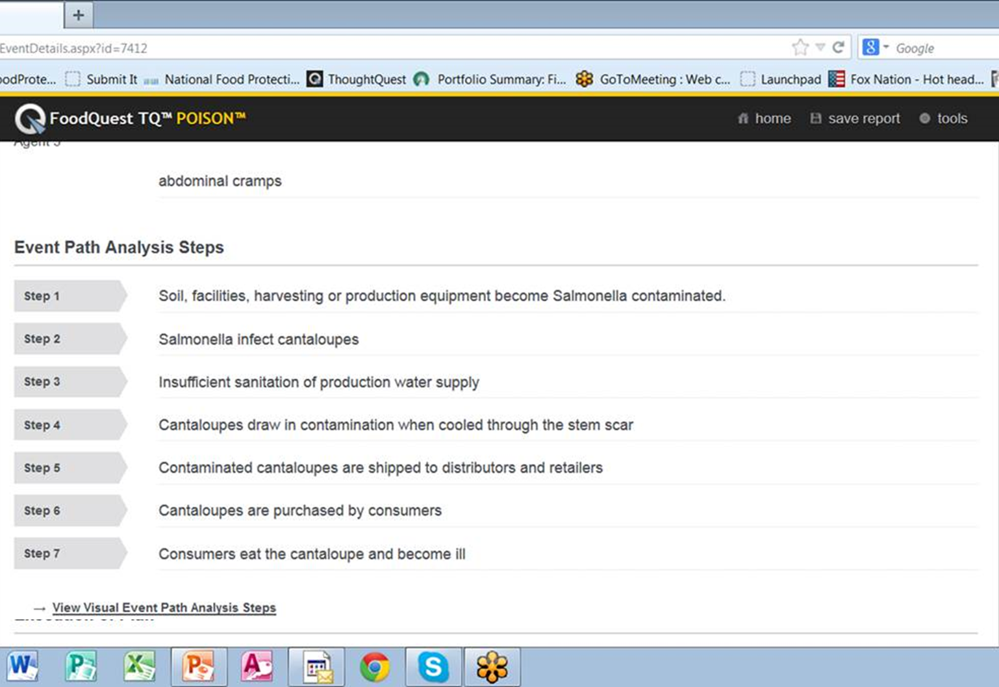 +
EventDetails.aspx?id=7412
8 Google
oodProte... Submit It National Food Protecti... ThoughtQuest Portfolio Summary: Fi... GoToMeeting : Web c... Launchpad Fox Nation - Hot head...
FoodQuest TQ™ POISON™ home save report tools
abdominal cramps
Event Path Analysis Steps
Step 1 Soil, facilities, harvesting or production equipment become Salmonella contaminated.
Step 2 Salmonella infect cantaloupes
Step 3 Insufficient sanitation of production water supply
Step 4 Cantaloupes draw in contamination when cooled through the stem scar
Step 5 Contaminated cantaloupes are shipped to distributors and retailers
Step 6 Cantaloupes are purchased by consumers
Step 7 Consumers eat the cantaloupe and become ill
→ View Visual Event Path Analysis Steps
W P X P A S